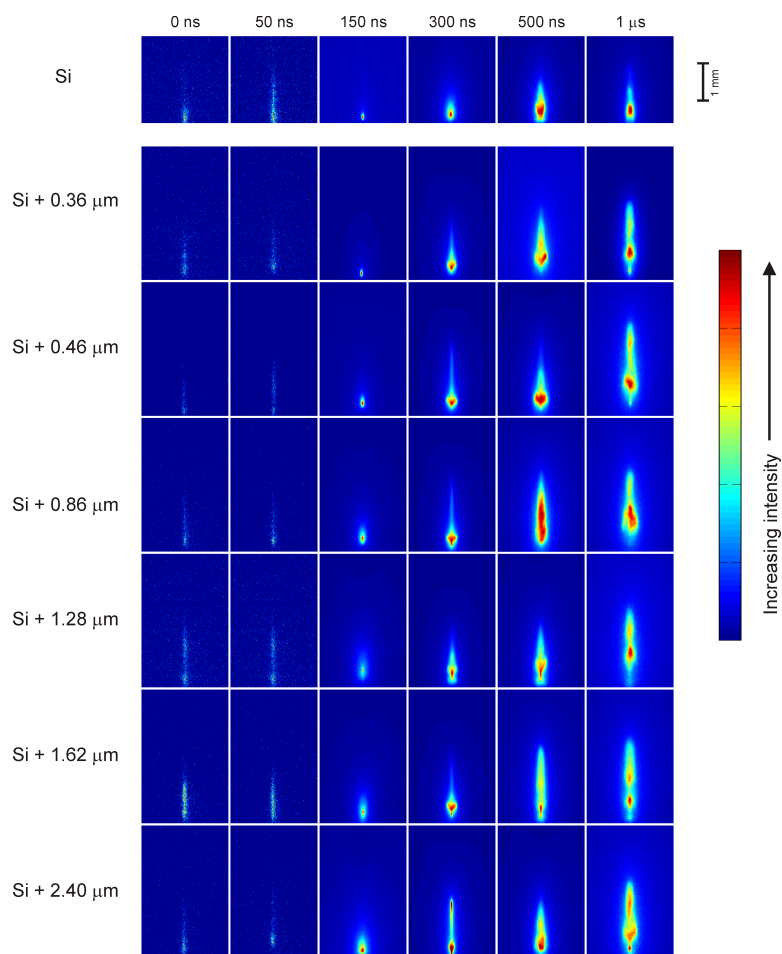 0 ns 50 ns 150 ns 300 ns 500 ns 1 μs
Si
1 mm
Si + 0.36 μm
Si + 0.46 μm
Si + 0.86 μm
Increasing intensity
Si + 1.28 μm
Si + 1.62 μm
Si + 2.40 μm